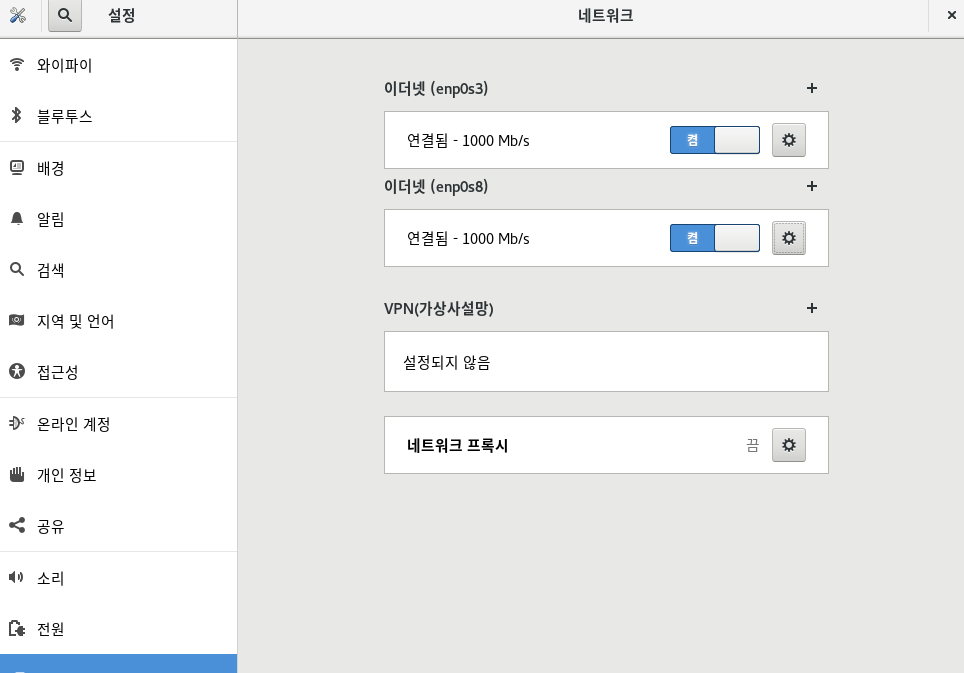 설정
네트워크
와이파이
블루투스
배경
알림
검색
지역 및 언어
접근성
온라인 계정
개인 정보
공유
소리
전원
이더넷 (enp0s3)
연결됨 - 1000 Mb/s
켬
이더넷 (enp0s8)
연결됨 - 1000 Mb/s
켬
VPN(가상사설망)
설정되지 않음
네트워크 프록시
끔